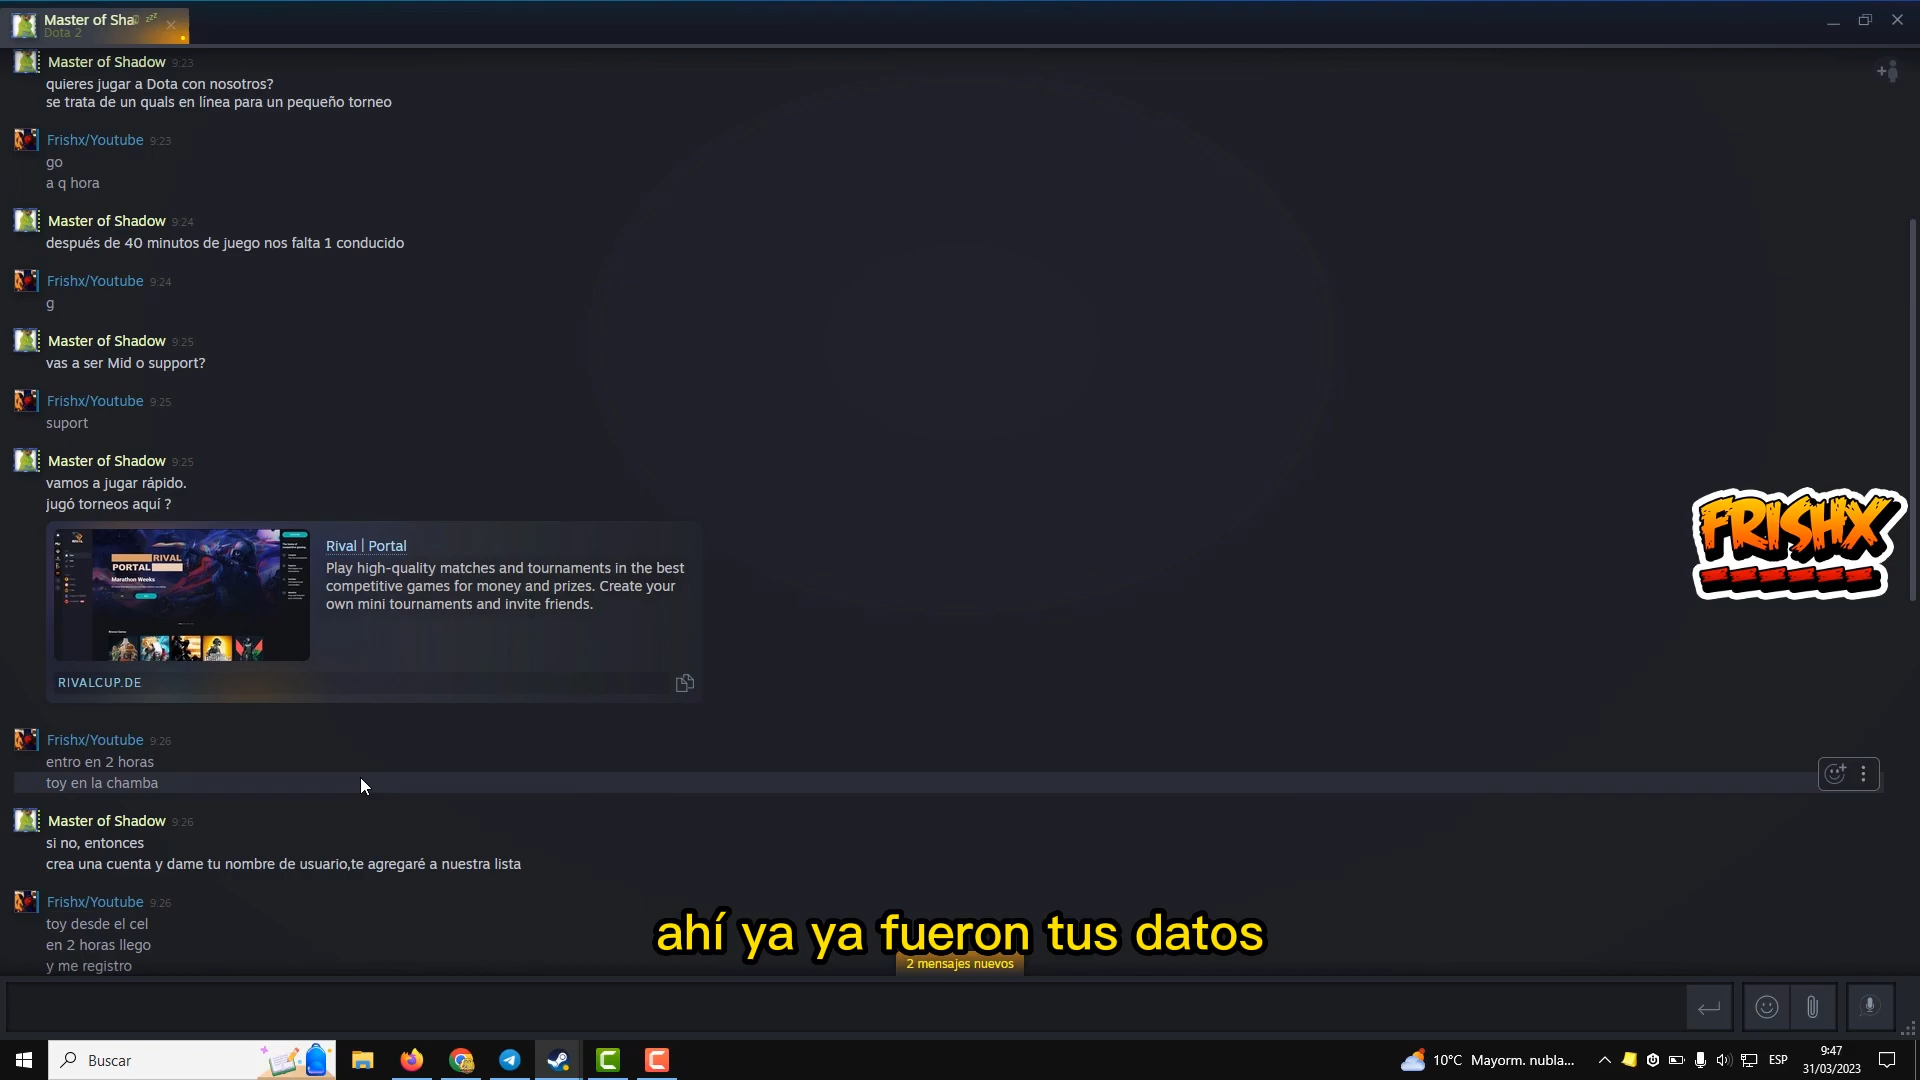 Master of Sha
Dota 2
Master of Shadow 9:23
quieres jugar a Dota con nosotros?
se trata de un quals en línea para un pequeño torneo
Frishx/Youtube 9:23
go
a q hora
Master of Shadow 9:24
después de 40 minutos de juego nos falta 1 conducido
Frishx/Youtube 9:24
g
Master of Shadow 9:25
vas a ser Mid o support?
Frishx/Youtube 9:25
suport
Master of Shadow 9:25
vamos a jugar rápido.
jugó torneos aquí ?
RIVAL
PORTAL
Marathon Weeks
Rival | Portal
Play high-quality matches and tournaments in the best
competitive games for money and prizes. Create your
own mini tournaments and invite friends.
RIVALCUP.DE
FRISHX
Frishx/Youtube 9:26
entro en 2 horas
toy en la chamba
Master of Shadow 9:26
si no, entonces
crea una cuenta y dame tu nombre de usuario,te agregaré a nuestra lista
Frishx/Youtube 9:26
toy desde el cel
en 2 horas llego
y me registro
ahí ya ya fueron tus datos
2 mensajes nuevos
Buscar
10°C Mayorm. nubla...
ESP
9:47
31/03/2023